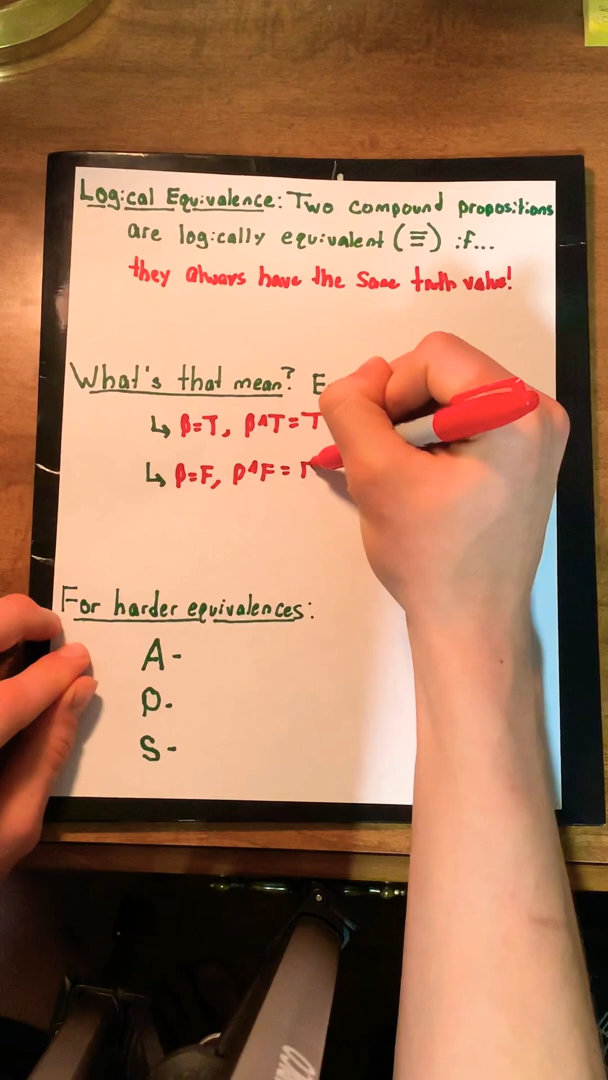 Logical Equivalence: Two compound propositions
are logically equivalent (≡) if...
they always have the same truth value!
What's that mean? E
↳ p=T, p^T=T
↳ p=F, p^F=
For harder equivalences:
A-
P-
S-